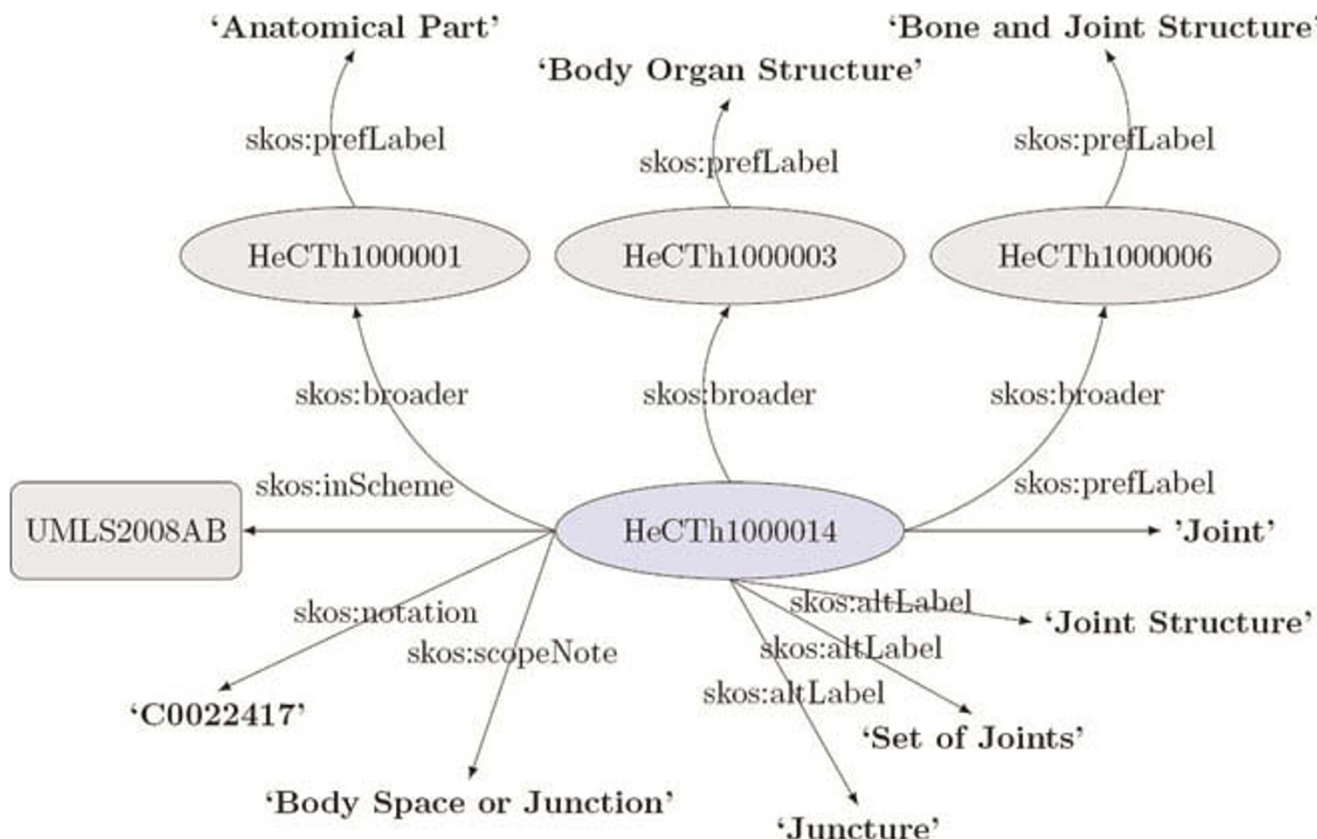 ‘Anatomical Part’
‘Bone and Joint Structure’
‘Body Organ Structure’
skos:prefLabel
skos:prefLabel
skos:prefLabel
HeCTh1000001
HeCTh1000003
HeCTh1000006
skos:broader
skos:broader
skos:broader
skos:inScheme
skos:prefLabel
UMLS2008AB
HeCTh1000014
'Joint'
skos:notation
skos:altLabel
‘Joint Structure’
skos:scopeNote
skos:altLabel
skos:altLabel
‘C0022417’
‘Set of Joints’
‘Body Space or Junction’
‘Juncture’